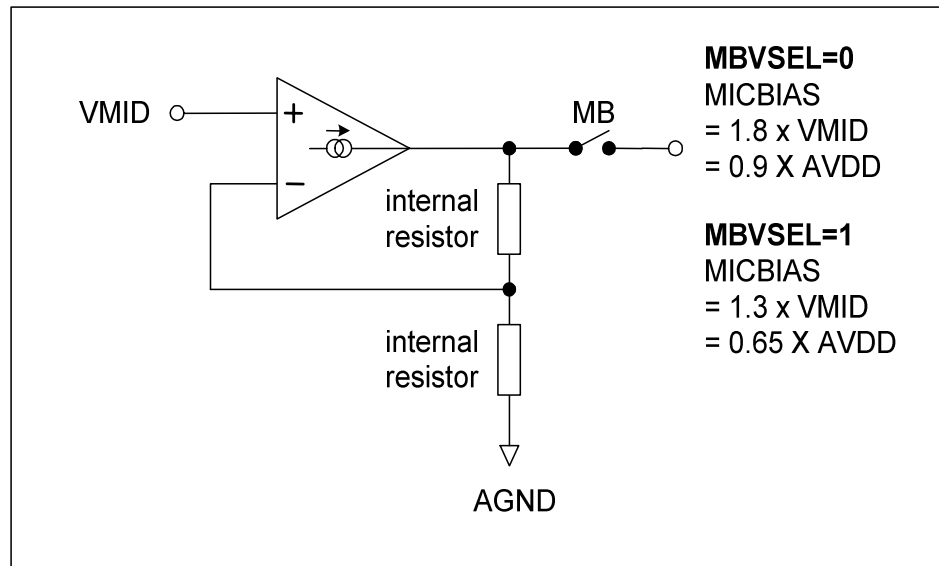 VMID
+
−
MB
internal
resistor
internal
resistor
AGND
MBVSEL=0
MICBIAS
= 1.8 x VMID
= 0.9 X AVDD
MBVSEL=1
MICBIAS
= 1.3 x VMID
= 0.65 X AVDD